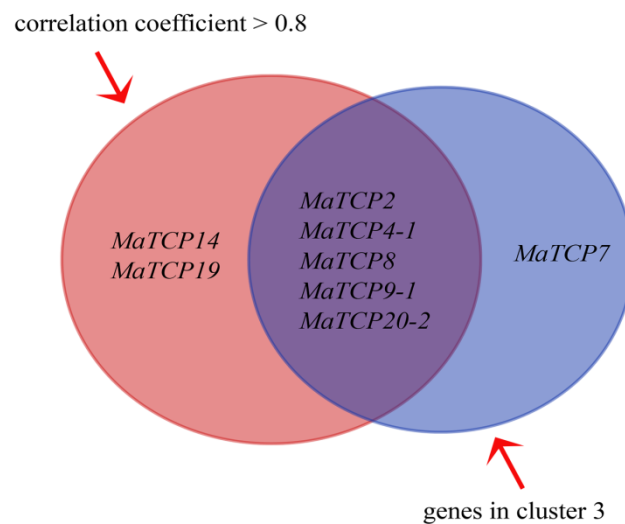 correlation coefficient > 0.8
MaTCP14
MaTCP19
MaTCP2
MaTCP4-1
MaTCP8
MaTCP9-1
MaTCP20-2
MaTCP7
genes in cluster 3